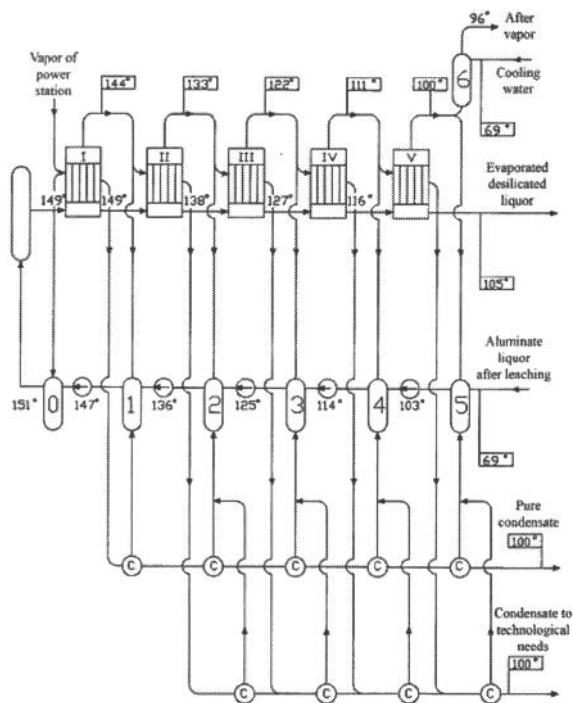 96°
After
vapor
Vapor of
power
station
144°
133°
122°
111°
100°
6
Cooling
water
69°
I
II
III
IV
V
149°
149°
138°
127°
116°
Evaporated
desilicated
liquor
105°
Aluminate
liquor
after leaching
151°
0
147°
1
136°
2
125°
3
114°
4
103°
5
69°
Pure
condensate
100°
C
C
C
C
C
Condensate to
technological
needs
100°
C
C
C
C